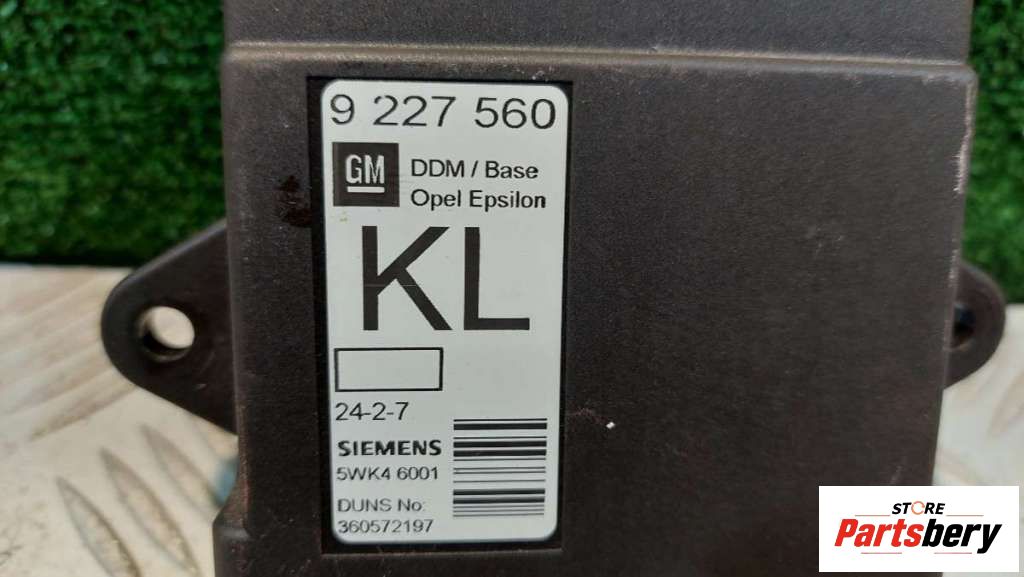 9 227 560
GM
DDM / Base
Opel Epsilon
KL
24-2-7
SIEMENS
5WK4 6001
DUNS No:
360572197
STORE
Partsbery